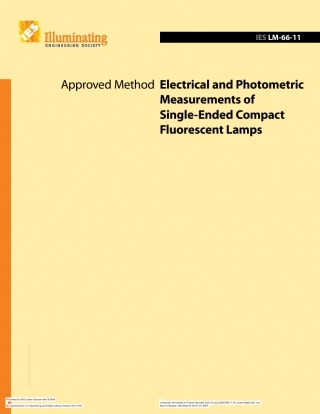 IES
Illuminating
ENGINEERING SOCIETY
IES LM-66-11
Approved Method Electrical and Photometric
Measurements of
Single-Ended Compact
Fluorescent Lamps